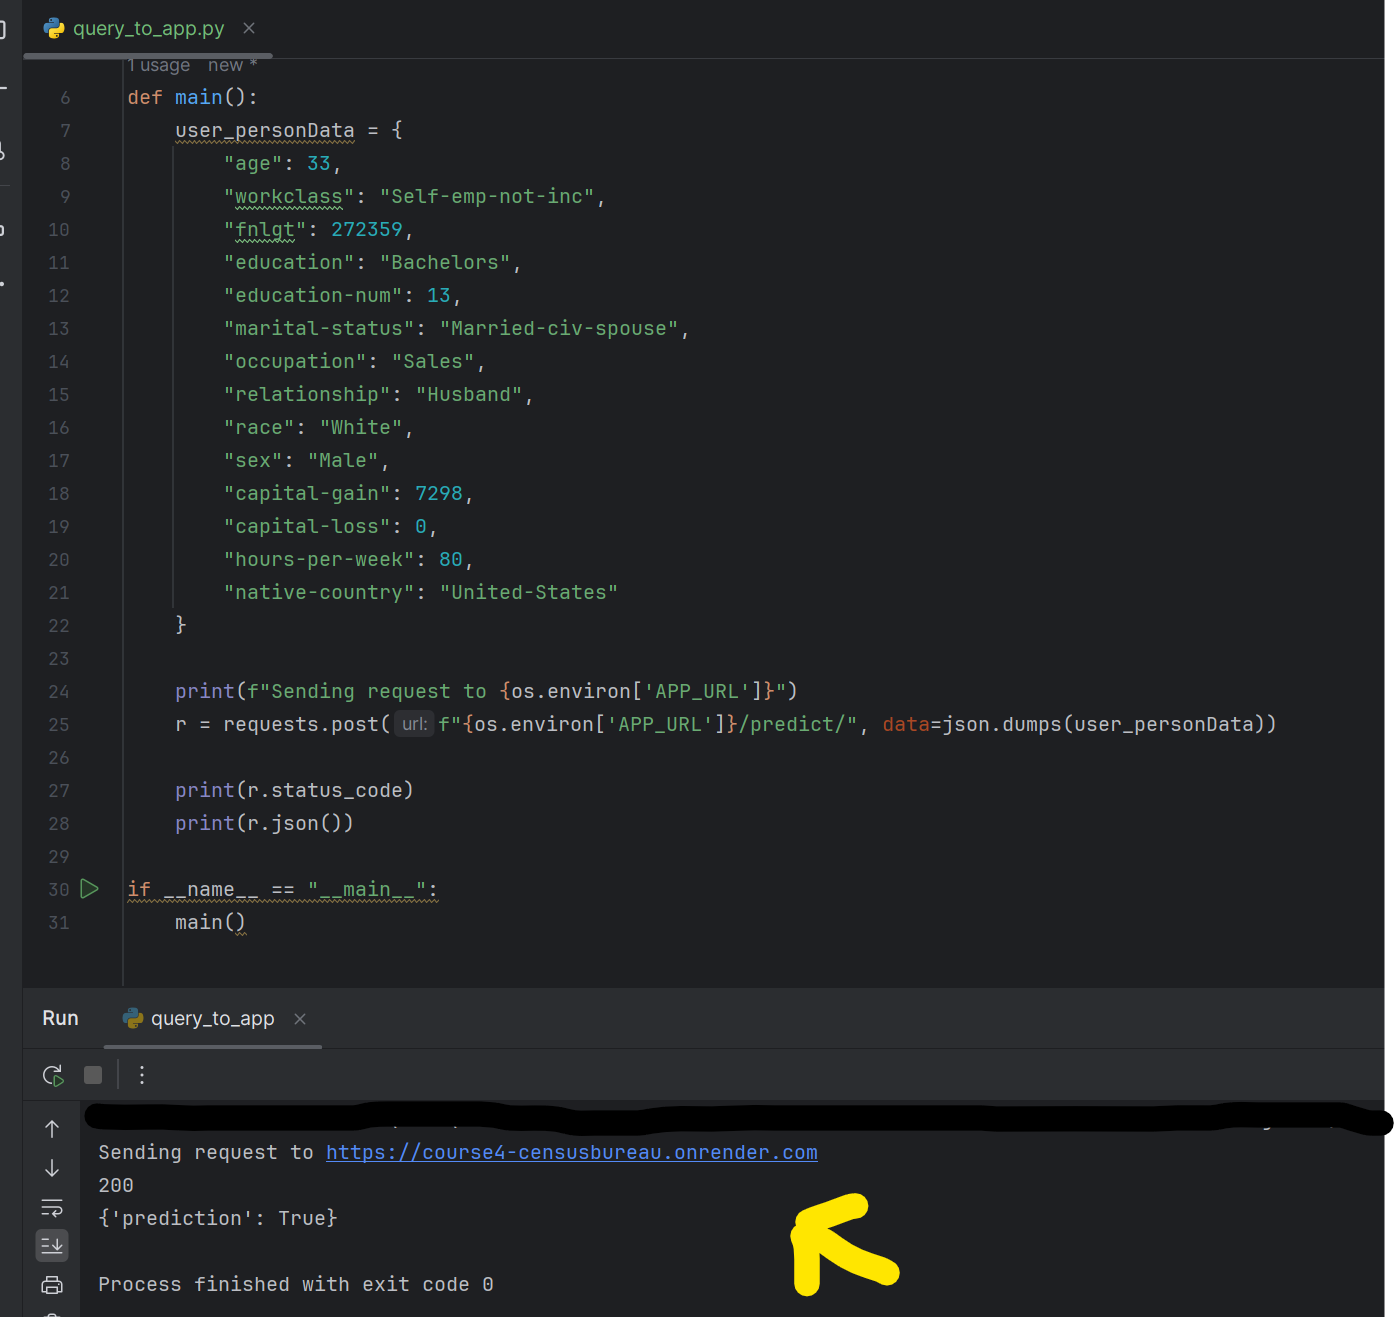 query_to_app.py
1 usage new *
6 def main():
7 user_personData = {
8 "age": 33,
9 "workclass": "Self-emp-not-inc",
10 "fnlgt": 272359,
11 "education": "Bachelors",
12 "education-num": 13,
13 "marital-status": "Married-civ-spouse",
14 "occupation": "Sales",
15 "relationship": "Husband",
16 "race": "White",
17 "sex": "Male",
18 "capital-gain": 7298,
19 "capital-loss": 0,
20 "hours-per-week": 80,
21 "native-country": "United-States"
22 }
23
24 print(f"Sending request to {os.environ['APP_URL']}")
25 r = requests.post( url: f"{os.environ['APP_URL']}/predict/", data=json.dumps(user_personData))
26
27 print(r.status_code)
28 print(r.json())
29
30 if __name__ == "__main__":
31 main()
Run query_to_app
Sending request to https://course4-censusbureau.onrender.com
200
{'prediction': True}
Process finished with exit code 0